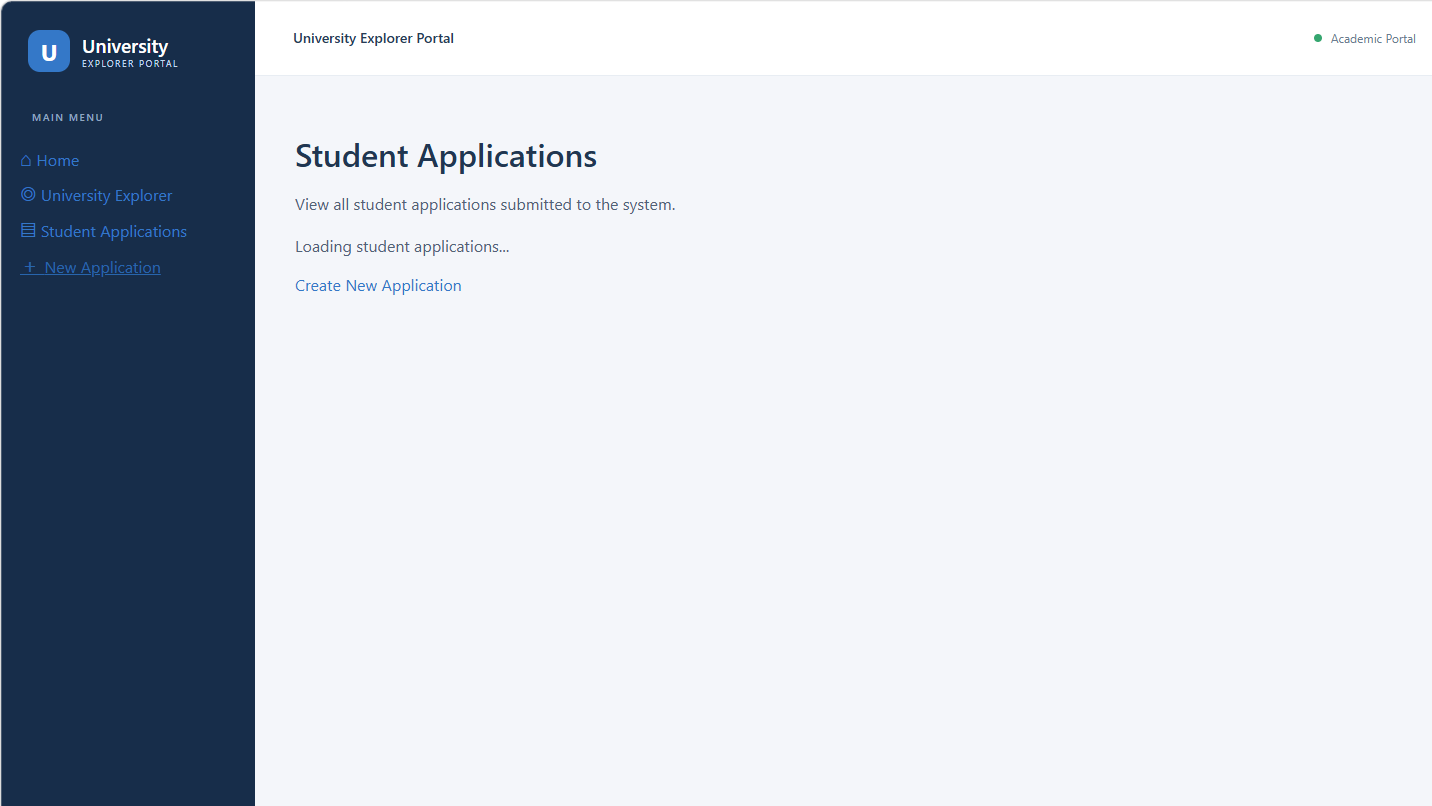 U
University
EXPLORER PORTAL
MAIN MENU
Home
University Explorer
Student Applications
+ New Application
University Explorer Portal
Academic Portal
Student Applications
View all student applications submitted to the system.
Loading student applications...
Create New Application